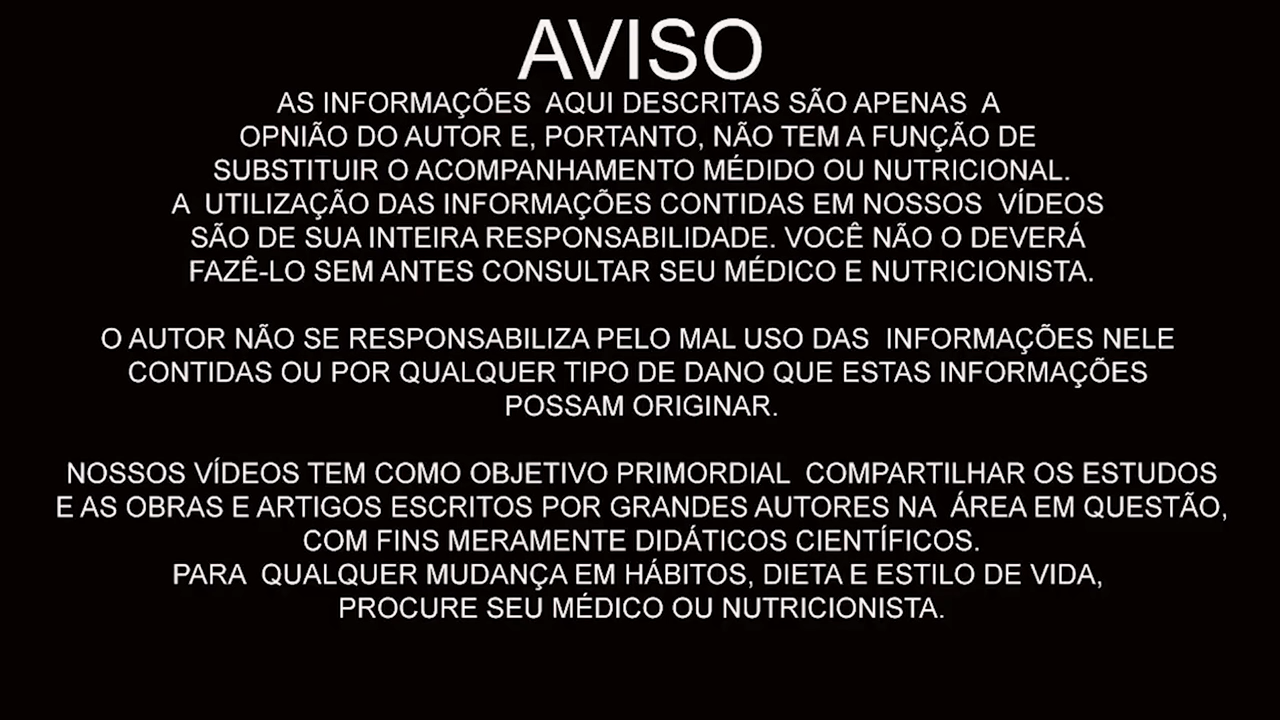 AVISO
AS INFORMAÇÕES AQUI DESCRITAS SÃO APENAS A
OPNIÃO DO AUTOR E, PORTANTO, NÃO TEM A FUNÇÃO DE
SUBSTITUIR O ACOMPANHAMENTO MÉDIDO OU NUTRICIONAL.
A UTILIZAÇÃO DAS INFORMAÇÕES CONTIDAS EM NOSSOS VÍDEOS
SÃO DE SUA INTEIRA RESPONSABILIDADE. VOCÊ NÃO O DEVERÁ
FAZÊ-LO SEM ANTES CONSULTAR SEU MÉDICO E NUTRICIONISTA.
O AUTOR NÃO SE RESPONSABILIZA PELO MAL USO DAS INFORMAÇÕES NELE
CONTIDAS OU POR QUALQUER TIPO DE DANO QUE ESTAS INFORMAÇÕES
POSSAM ORIGINAR.
NOSSOS VÍDEOS TEM COMO OBJETIVO PRIMORDIAL COMPARTILHAR OS ESTUDOS
E AS OBRAS E ARTIGOS ESCRITOS POR GRANDES AUTORES NA ÁREA EM QUESTÃO,
COM FINS MERAMENTE DIDÁTICOS CIENTÍFICOS.
PARA QUALQUER MUDANÇA EM HÁBITOS, DIETA E ESTILO DE VIDA,
PROCURE SEU MÉDICO OU NUTRICIONISTA.